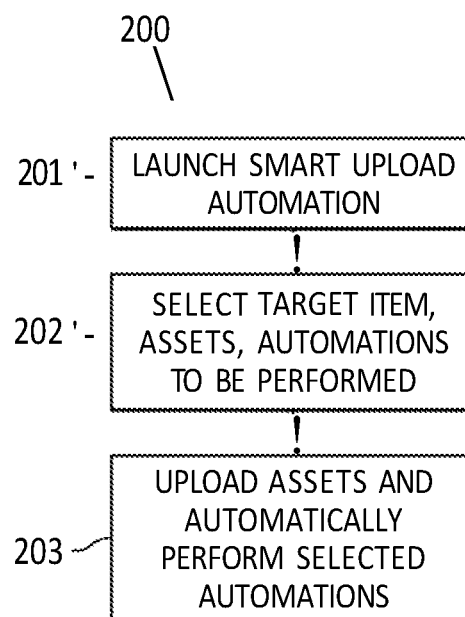 200
201'-
LAUNCH SMART UPLOAD
AUTOMATION
202'-
SELECT TARGET ITEM,
ASSETS, AUTOMATIONS
TO BE PERFORMED
203
UPLOAD ASSETS AND
AUTOMATICALLY
PERFORM SELECTED
AUTOMATIONS